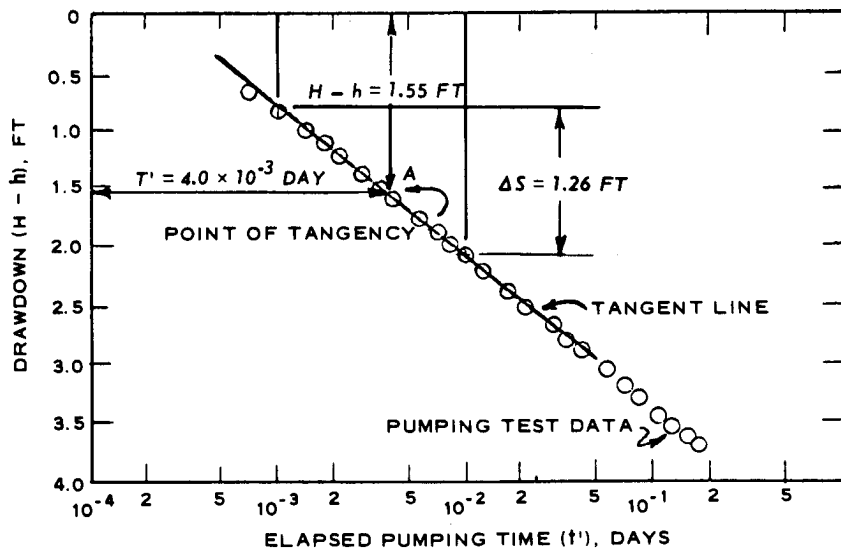 0
0.5
1.0
1.5
2.0
2.5
3.0
3.5
4.0
DRAWDOWN (H − h), FT
H − h = 1.55 FT
T' = 4.0 × 10⁻³ DAY
A
ΔS = 1.26 FT
POINT OF TANGENCY
TANGENT LINE
PUMPING TEST DATA
10⁻⁴ 2 5 10⁻³ 2 5 10⁻² 2 5 10⁻¹ 2 5
ELAPSED PUMPING TIME (t'), DAYS